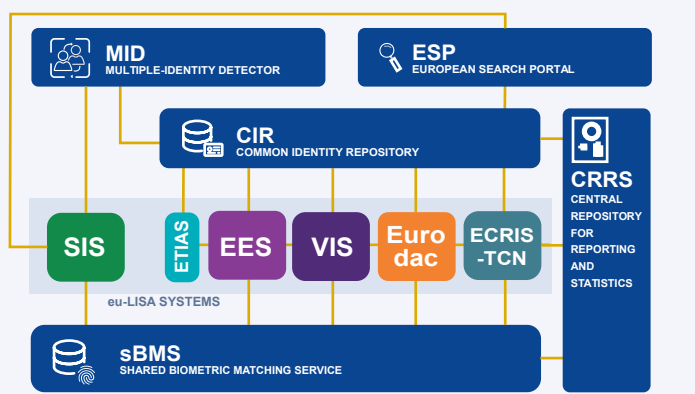 MID
MULTIPLE-IDENTITY DETECTOR
ESP
EUROPEAN SEARCH PORTAL
CIR
COMMON IDENTITY REPOSITORY
CRRS
CENTRAL
REPOSITORY
FOR
REPORTING
AND
STATISTICS
SIS
ETIAS
EES
VIS
Euro
dac
ECRIS
-TCN
eu-LISA SYSTEMS
sBMS
SHARED BIOMETRIC MATCHING SERVICE